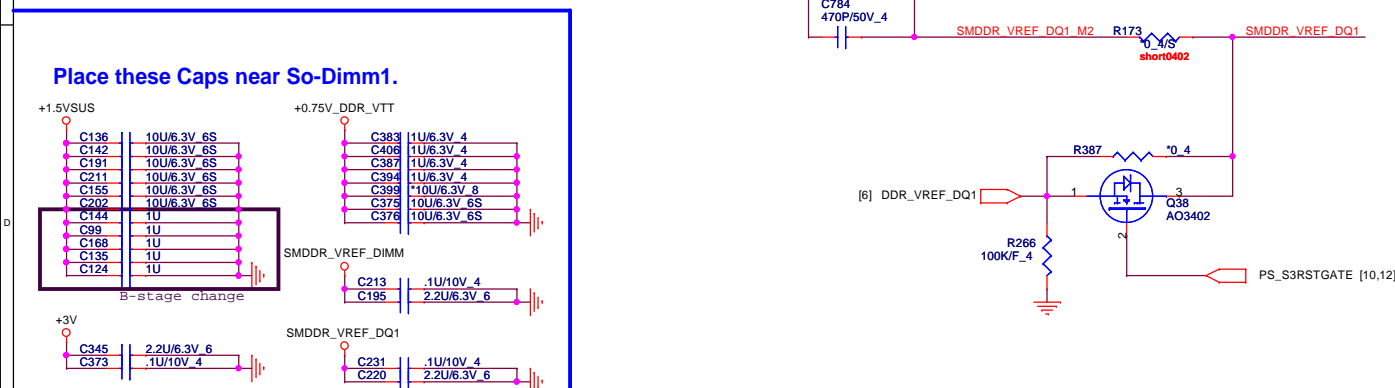 C784
470P/50V_4
SMDDR_VREF_DQ1_M2
R173
0_4/S
short0402
SMDDR_VREF_DQ1
Place these Caps near So-Dimm1.
+1.5VSUS
C136 10U/6.3V_6S
C142 10U/6.3V_6S
C191 10U/6.3V_6S
C211 10U/6.3V_6S
C155 10U/6.3V_6S
C202 10U/6.3V_6S
C144 1U
C99 1U
C168 1U
C135 1U
C124 1U
B-stage change
+0.75V_DDR_VTT
C383 1U/6.3V_4
C406 1U/6.3V_4
C387 1U/6.3V_4
C394 1U/6.3V_4
C399 *10U/6.3V_8
C375 10U/6.3V_6S
C376 10U/6.3V_6S
SMDDR_VREF_DIMM
C213 .1U/10V_4
C195 2.2U/6.3V_6
+3V
C345 2.2U/6.3V_6
C373 .1U/10V_4
SMDDR_VREF_DQ1
C231 .1U/10V_4
C220 2.2U/6.3V_6
R387 *0_4
[6] DDR_VREF_DQ1
1
3
2
Q38
AO3402
R266
100K/F_4
PS_S3RSTGATE [10,12]
D